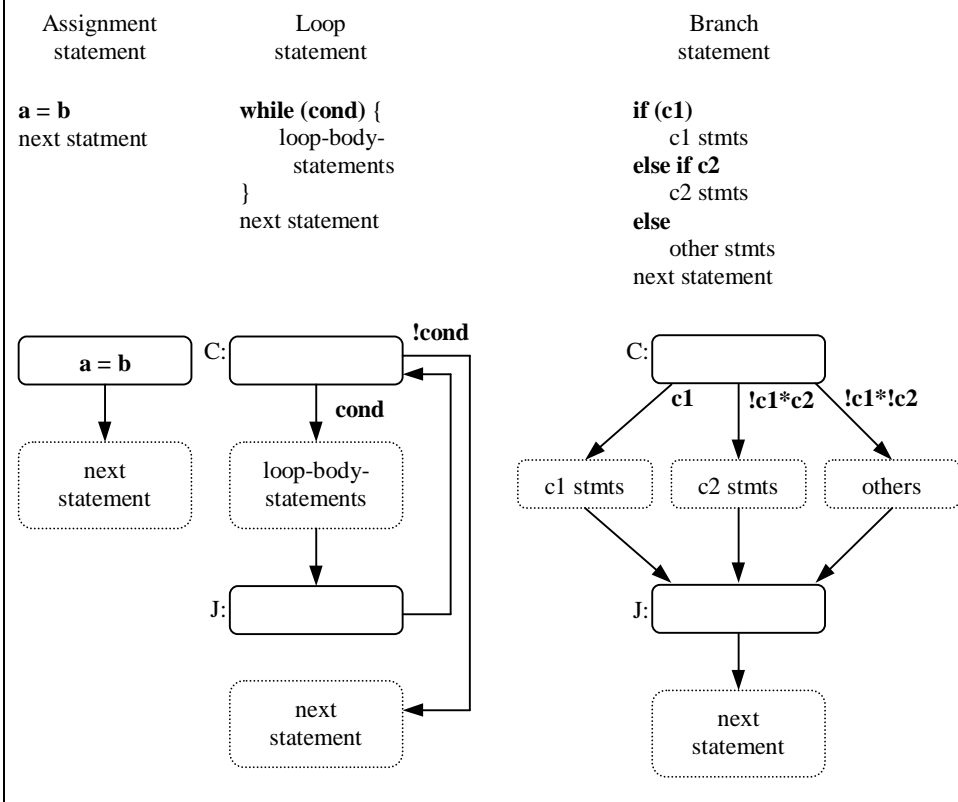 Assignment
statement
a = b
next statment
Loop
statement
while (cond) {
loop-body-
statements
}
next statement
Branch
statement
if (c1)
c1 stmts
else if c2
c2 stmts
else
other stmts
next statement
a = b
next
statement
C:
!cond
cond
loop-body-
statements
J:
next
statement
C:
c1
!c1*c2
!c1*!c2
c1 stmts
c2 stmts
others
J:
next
statement